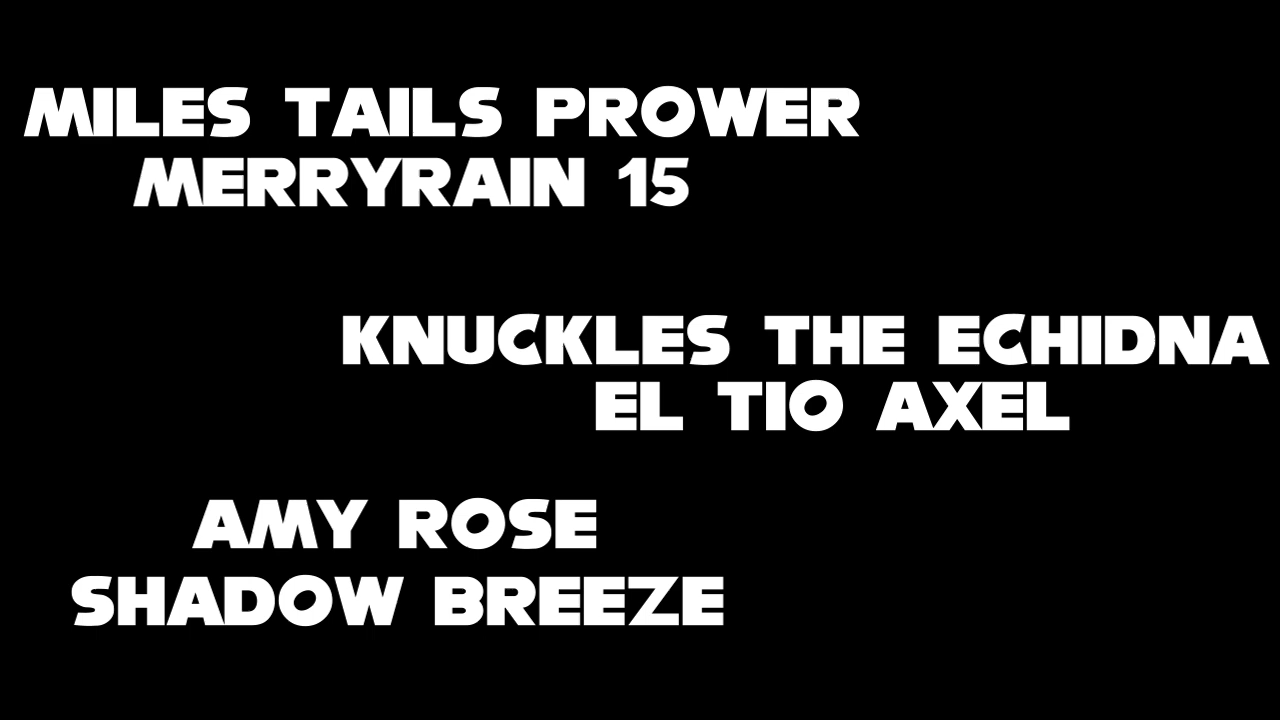 MILES TAILS PROWER
MERRYRAIN 15
KNUCKLES THE ECHIDNA
EL TIO AXEL
AMY ROSE
SHADOW BREEZE